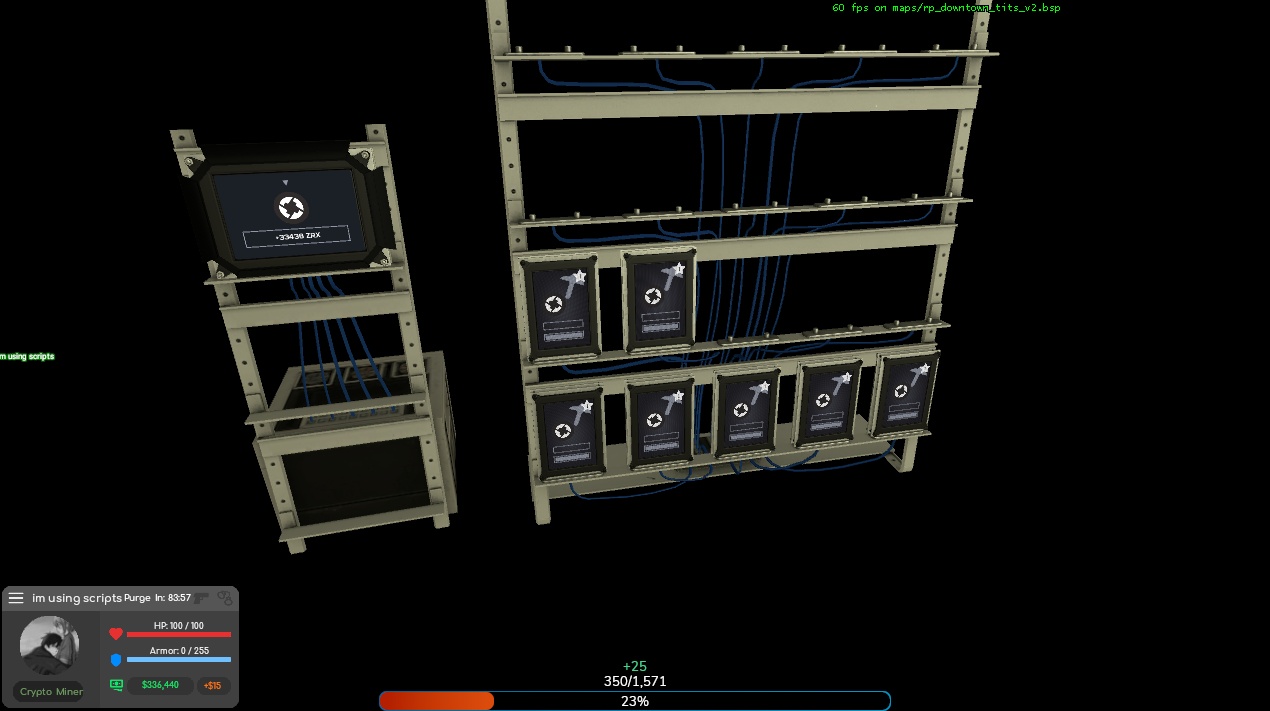 60 fps on maps/rp_downtown_tits_v2.bsp
+33438 ZRX
m using scripts
im using scripts Purge In: 83:57
HP: 100 / 100
Armor: 0 / 255
$336,440 +$15
Crypto Miner
+25
350/1,571
23%